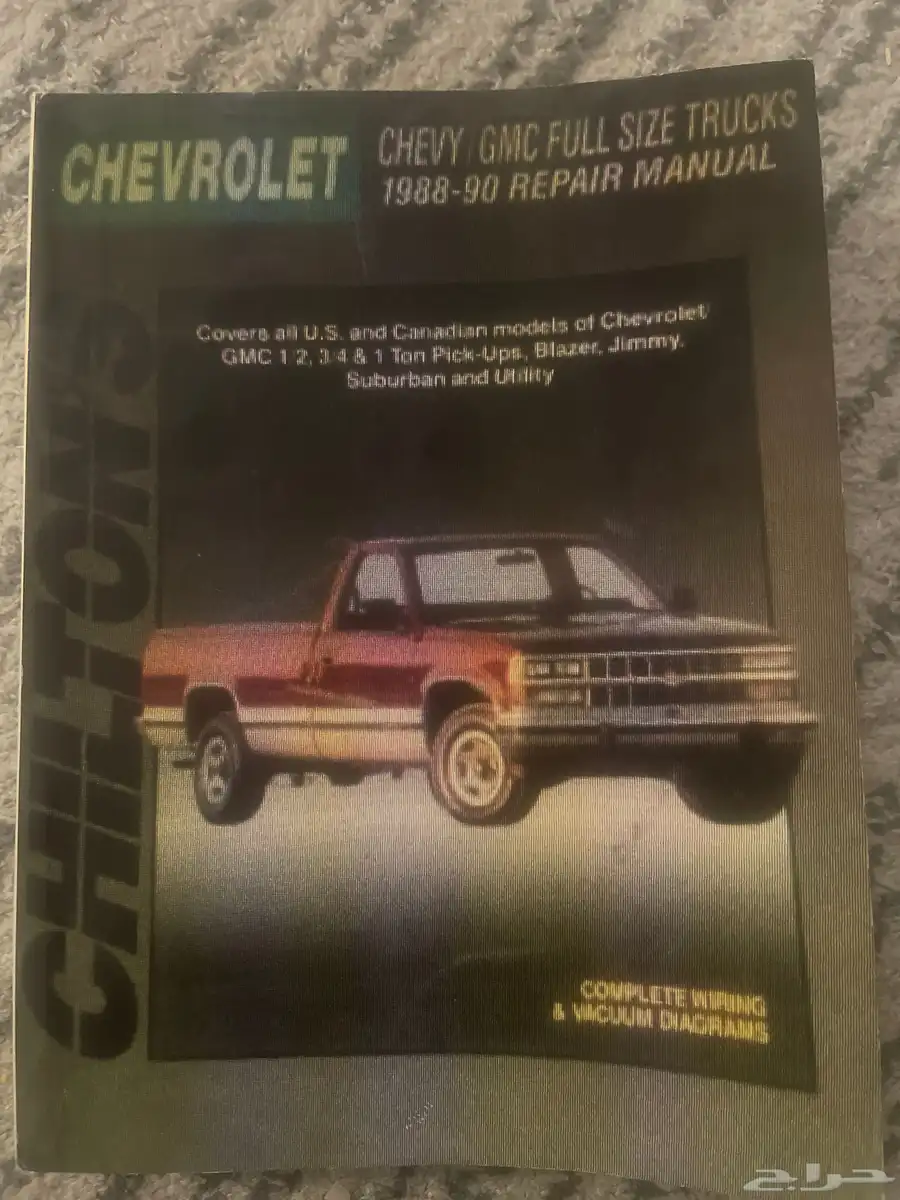 CHEVROLET
CHEVY/GMC FULL SIZE TRUCKS
1988-90 REPAIR MANUAL
CHILTON'S
Covers all U.S. and Canadian models of Chevrolet/
GMC 1 2, 3/4 & 1 Ton Pick-Ups, Blazer, Jimmy,
Suburban and Utility
COMPLETE WIRING
& VACUUM DIAGRAMS
حراج